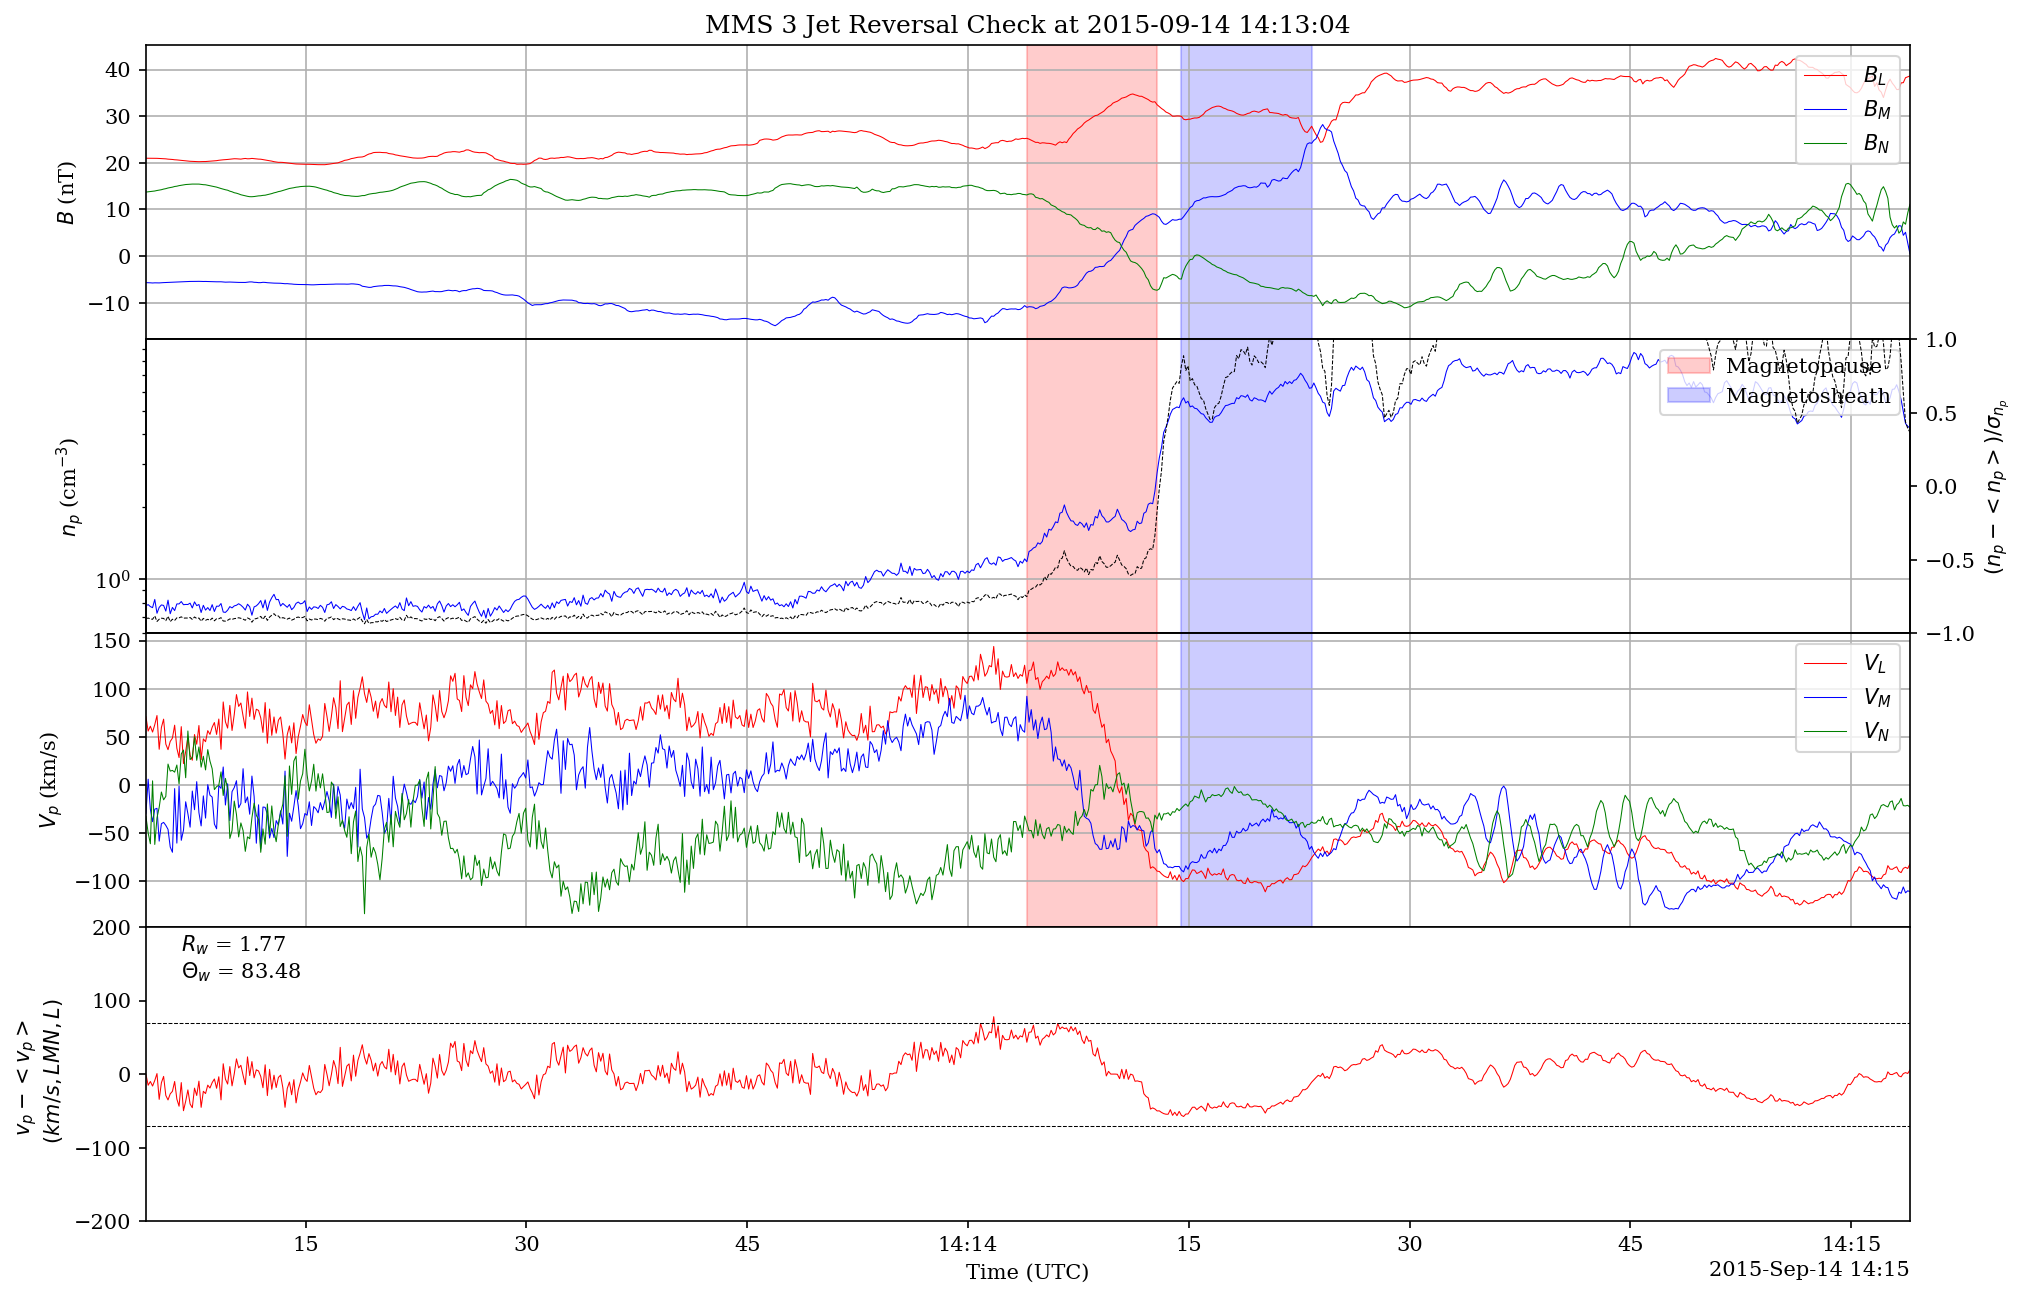 MMS 3 Jet Reversal Check at 2015-09-14 14:13:04
40
30
20
10
0
−10
B (nT)
B_L
B_M
B_N
10^0
n_p (cm^{−3})
1.0
0.5
0.0
−0.5
−1.0
(n_p − < n_p >)/σ_{n_p}
Magnetopause
Magnetosheath
150
100
50
0
−50
−100
V_p (km/s)
V_L
V_M
V_N
200
100
0
−100
−200
v_p − < v_p >
(km/s, LMN, L)
R_w = 1.77
Θ_w = 83.48
15
30
45
14:14
15
30
45
14:15
Time (UTC)
2015-Sep-14 14:15